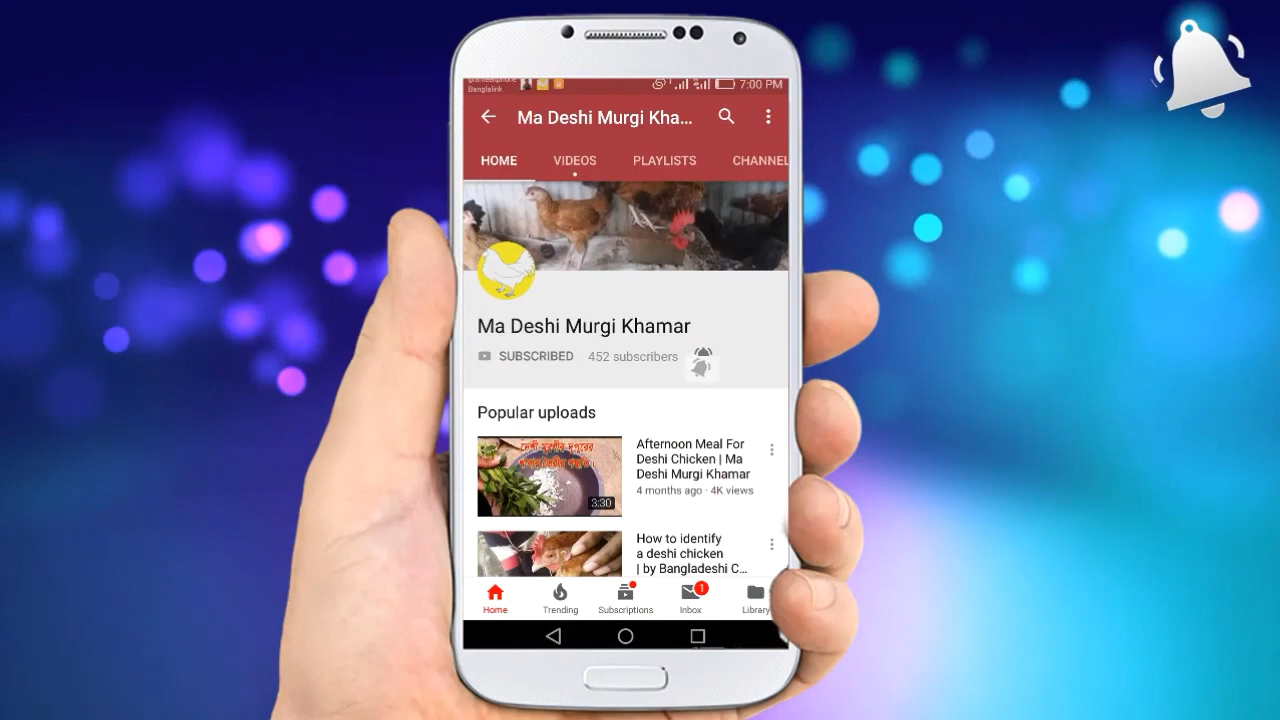 Banglalink
7:00 PM
Ma Deshi Murgi Kha...
HOME VIDEOS PLAYLISTS CHANNEL
Ma Deshi Murgi Khamar
SUBSCRIBED 452 subscribers
Popular uploads
দেশী মুরগীর দুপুরের
3:30
Afternoon Meal For
Deshi Chicken | Ma
Deshi Murgi Khamar
4 months ago · 4K views
How to identify
a deshi chicken
| by Bangladeshi C...
1
Home Trending Subscriptions Inbox Library